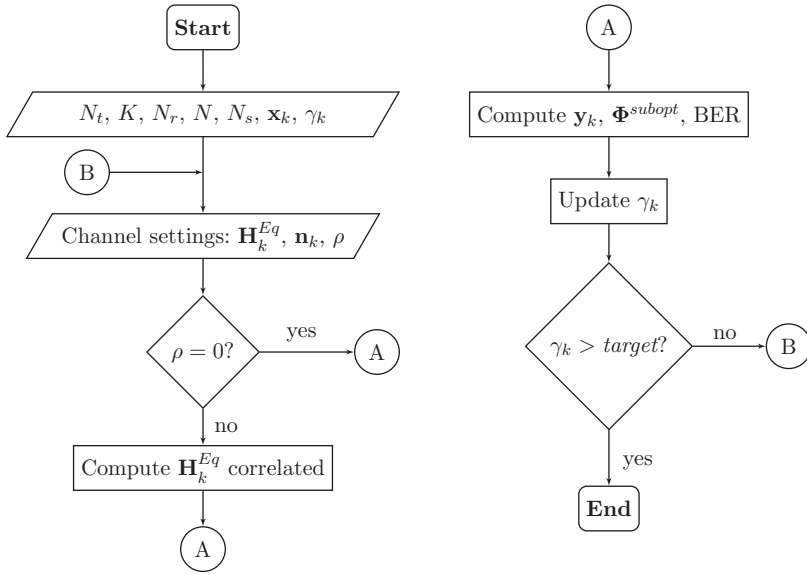 Start
N_t, K, N_r, N, N_s, x_k, γ_k
B
Channel settings: H_k^{Eq}, n_k, ρ
ρ = 0?
yes
A
no
Compute H_k^{Eq} correlated
A
A
Compute y_k, Φ^{subopt}, BER
Update γ_k
γ_k > target?
no
B
yes
End